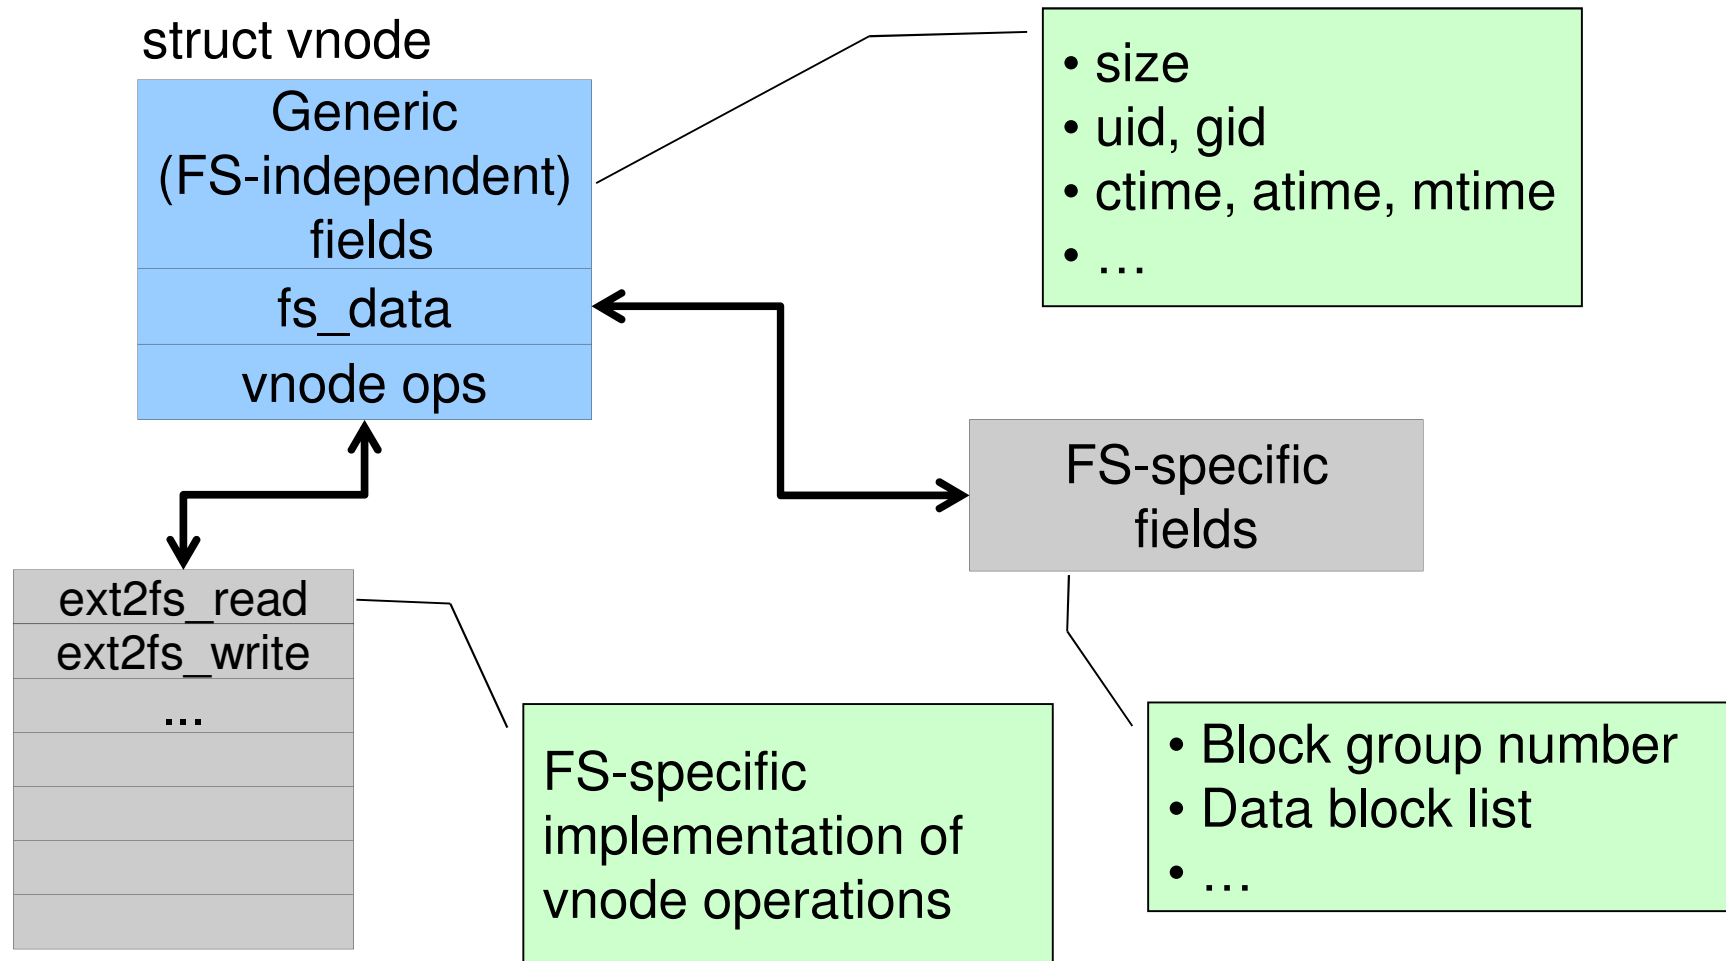 struct vnode
Generic
(FS-independent)
fields
fs_data
vnode ops
• size
• uid, gid
• ctime, atime, mtime
• …
FS-specific
fields
ext2fs_read
ext2fs_write
...
FS-specific
implementation of
vnode operations
• Block group number
• Data block list
• …